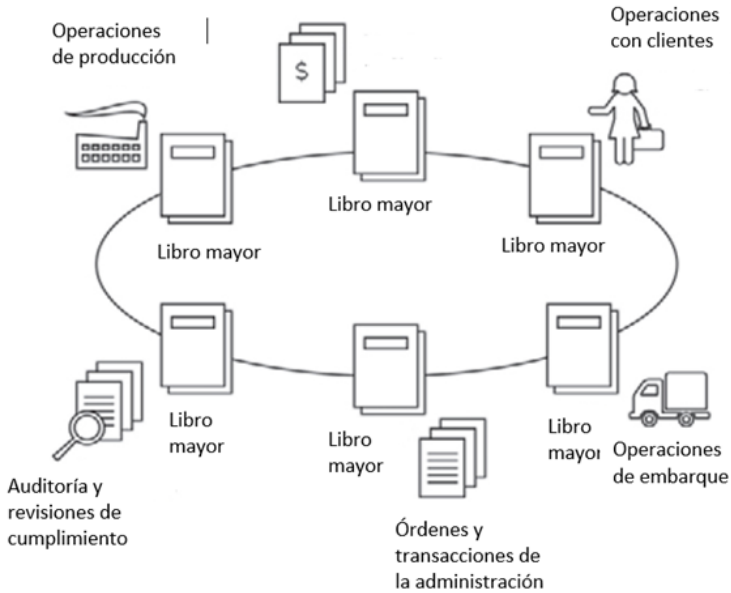 Operaciones
de producción
$
Operaciones
con clientes
Libro mayor
Libro mayor
Libro mayor
Libro
mayor
Libro
mayor
Libro
mayor
Operaciones
de embarque
Auditoría y
revisiones de
cumplimiento
Órdenes y
transacciones de
la administración